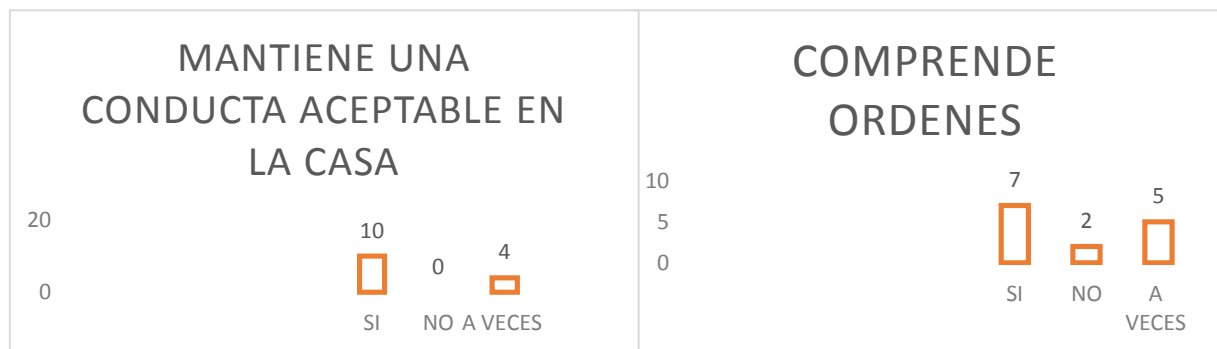 MANTIENE UNA
CONDUCTA ACEPTABLE EN
LA CASA
20
0
10
0
4
SI
NO
A VECES
COMPRENDE
ORDENES
10
5
0
7
2
5
SI
NO
A
VECES